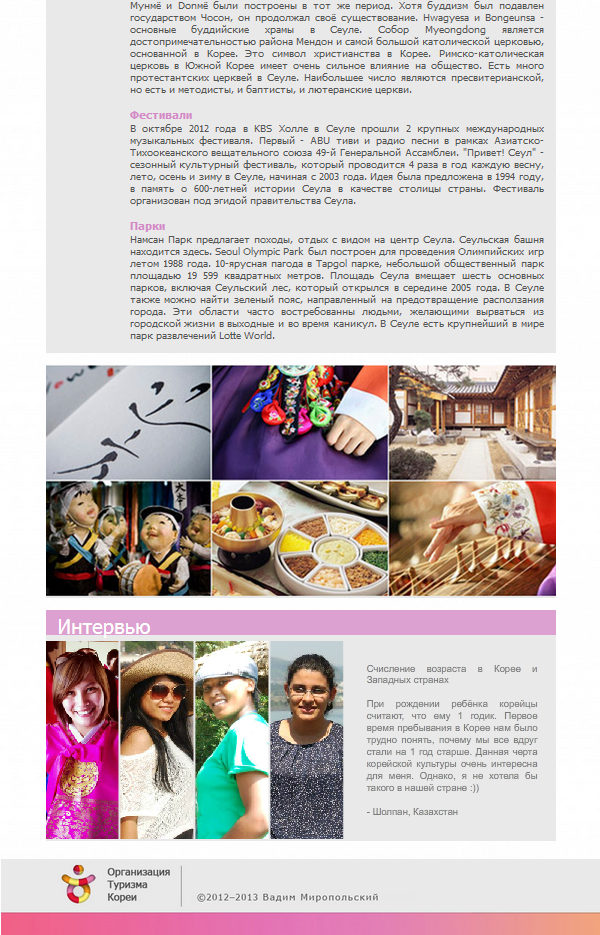 Мунмё и Donmё были построены в тот же период. Хотя буддизм был подавлен
государством Чосон, он продолжал своё существование. Hwagyesa и Bongeunsa -
основные буддийские храмы в Сеуле. Собор Myeongdong является
достопримечательностью района Мендон и самой большой католической церковью,
основанной в Корее. Это символ христианства в Корее. Римско-католическая
церковь в Южной Корее имеет очень сильное влияние на общество. Есть много
протестантских церквей в Сеуле. Наибольшее число являются пресвитерианской,
но есть и методисты, и баптисты, и лютеранские церкви.
Фестивали
В октябре 2012 года в KBS Холле в Сеуле прошли 2 крупных международных
музыкальных фестиваля. Первый - ABU тиви и радио песни в рамках Азиатско-
Тихоокеанского вещательного союза 49-й Генеральной Ассамблеи. "Привет! Сеул" -
сезонный культурный фестиваль, который проводится 4 раза в год каждую весну,
лето, осень и зиму в Сеуле, начиная с 2003 года. Идея была предложена в 1994 году,
в память о 600-летней истории Сеула в качестве столицы страны. Фестиваль
организован под эгидой правительства Сеула.
Парки
Намсан Парк предлагает походы, отдых с видом на центр Сеула. Сеульская башня
находится здесь. Seoul Olympic Park был построен для проведения Олимпийских игр
летом 1988 года. 10-ярусная пагода в Tapgol парке, небольшой общественный парк
площадью 19 599 квадратных метров. Площадь Сеула вмещает шесть основных
парков, включая Сеульский лес, который открылся в середине 2005 года. В Сеуле
также можно найти зеленый пояс, направленный на предотвращение расползания
города. Эти области часто востребованны людьми, желающими вырваться из
городской жизни в выходные и во время каникул. В Сеуле есть крупнейший в мире
парк развлечений Lotte World.
Интервью
Счисление возраста в Корее и
Западных странах
При рождении ребёнка корейцы
считают, что ему 1 годик. Первое
время пребывания в Корее нам было
трудно понять, почему мы все вдруг
стали на 1 год старше. Данная черта
корейской культуры очень интересна
для меня. Однако, я не хотела бы
такого в нашей стране :))
- Шолпан, Казахстан
Организация
Туризма
Кореи
©2012–2013 Вадим Миропольский